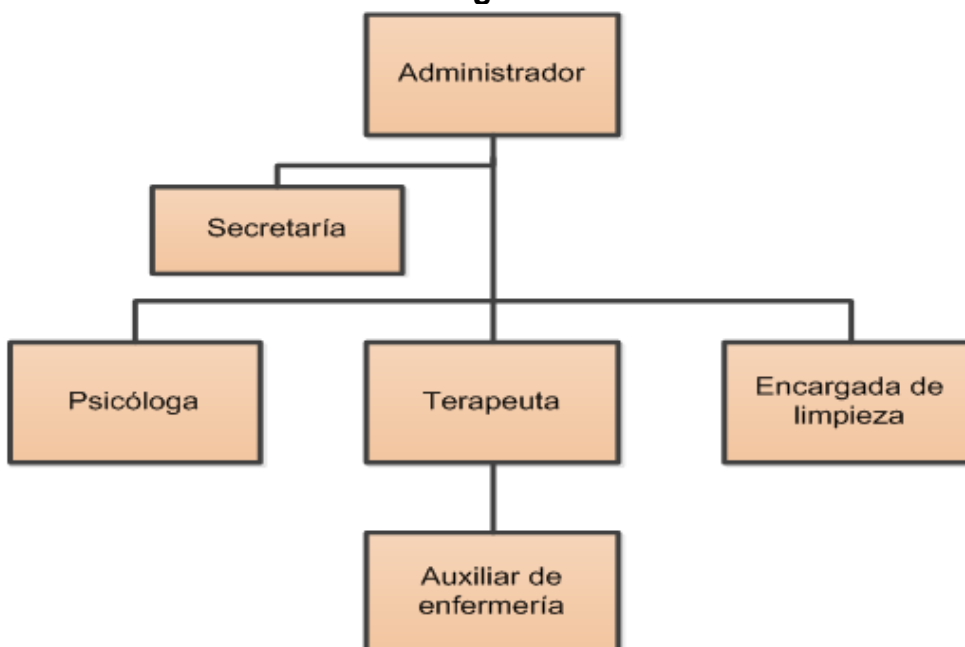 Administrador
Secretaría
Psicóloga
Terapeuta
Encargada de
limpieza
Auxiliar de
enfermería